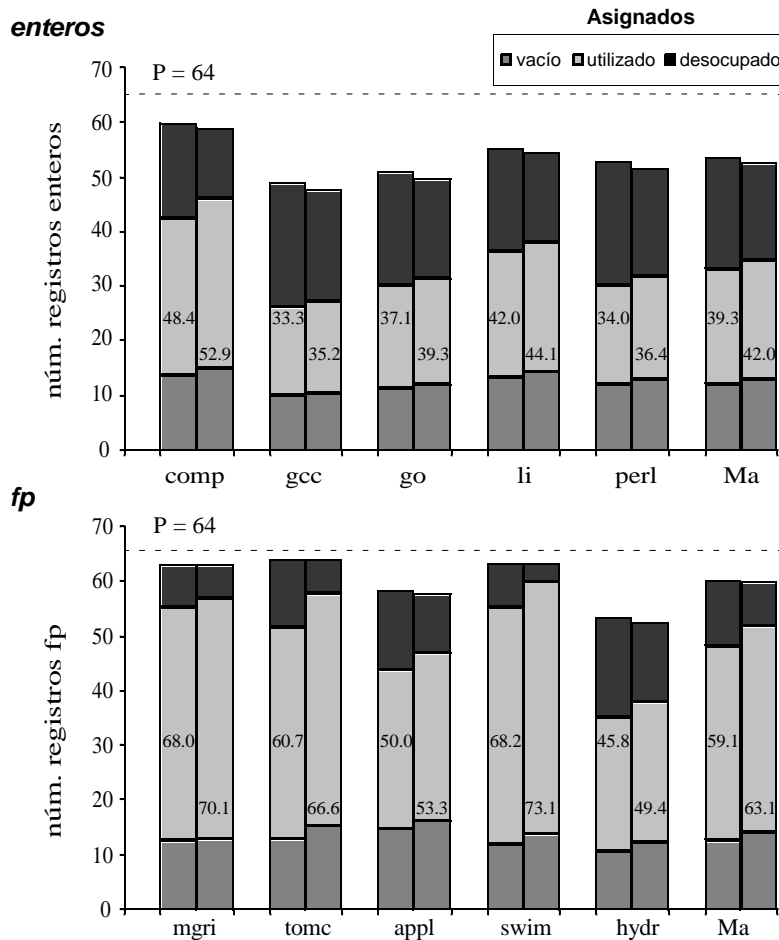 Asignados
vacío utilizado desocupado
enteros
P = 64
núm. registros enteros
70
60
50
40
30
20
10
0
48.4 52.9 33.3 35.2 37.1 39.3 42.0 44.1 34.0 36.4 39.3 42.0
comp gcc go li perl Ma
fp
P = 64
núm. registros fp
70
60
50
40
30
20
10
0
68.0 70.1 60.7 66.6 50.0 53.3 68.2 73.1 45.8 49.4 59.1 63.1
mgri tomc appl swim hydr Ma